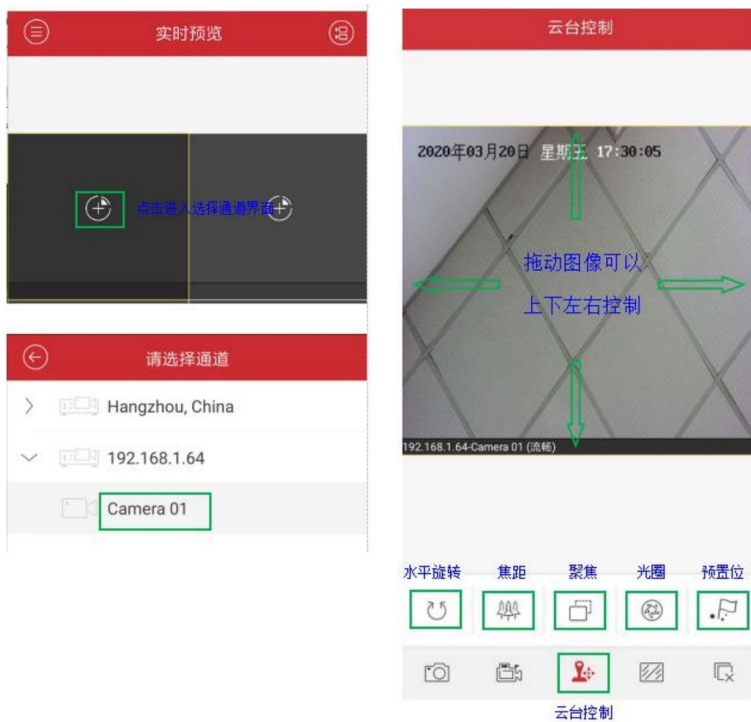 实时预览
点击进入选择通道界面
请选择通道
Hangzhou, China
192.168.1.64
Camera 01
云台控制
2020年03月20日 星期五 17:30:05
拖动图像可以
上下左右控制
192.168.1.64-Camera 01 (流畅)
水平旋转 焦距 聚焦 光圈 预置位
云台控制